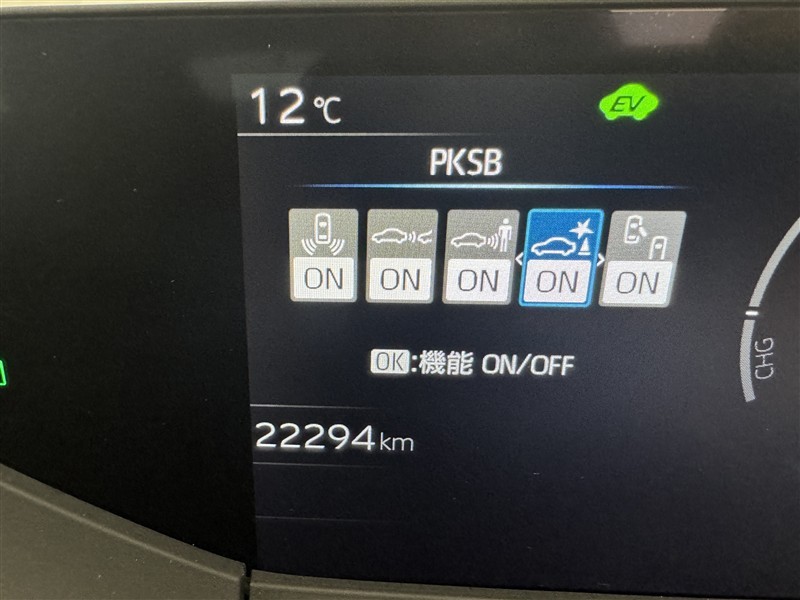 12℃
EV
PKSB
ON ON ON ON ON
OK:機能 ON/OFF
CHG
22294km